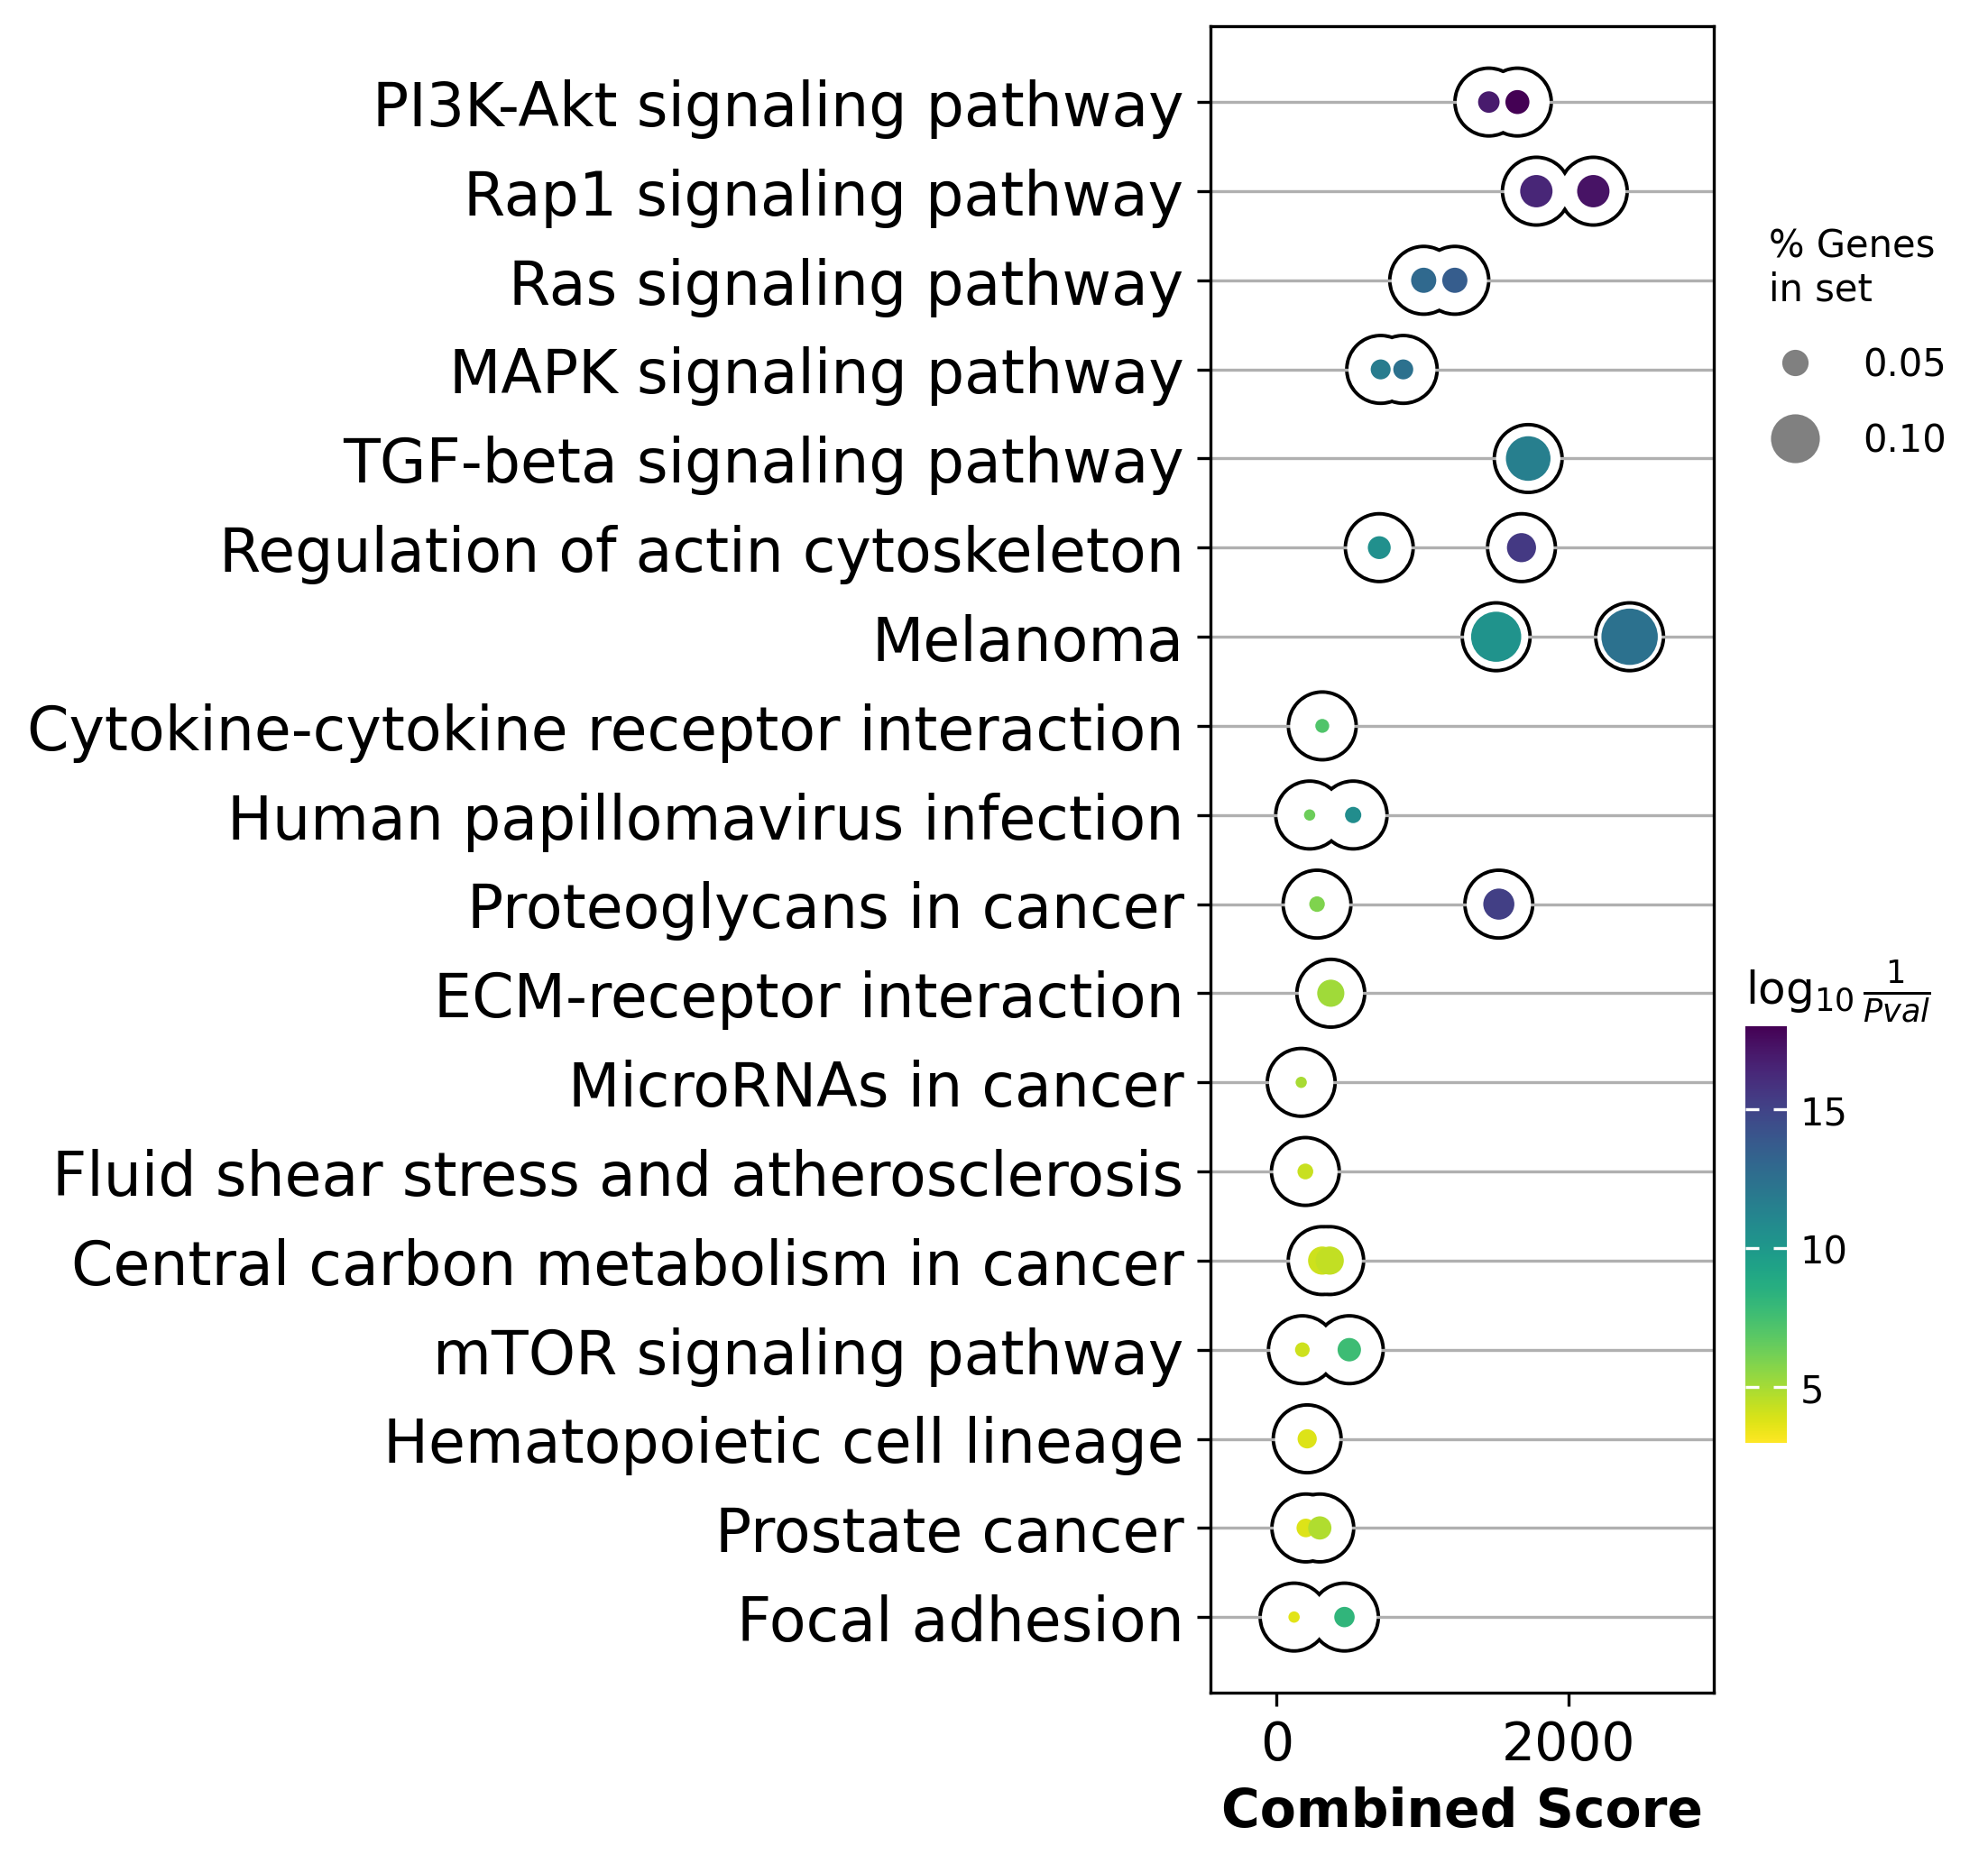 PI3K-Akt signaling pathway
Rap1 signaling pathway
Ras signaling pathway
MAPK signaling pathway
TGF-beta signaling pathway
Regulation of actin cytoskeleton
Melanoma
Cytokine-cytokine receptor interaction
Human papillomavirus infection
Proteoglycans in cancer
ECM-receptor interaction
MicroRNAs in cancer
Fluid shear stress and atherosclerosis
Central carbon metabolism in cancer
mTOR signaling pathway
Hematopoietic cell lineage
Prostate cancer
Focal adhesion
0 2000
Combined Score
% Genes
in set
0.05
0.10
log₁₀ 1/Pval
15
10
5